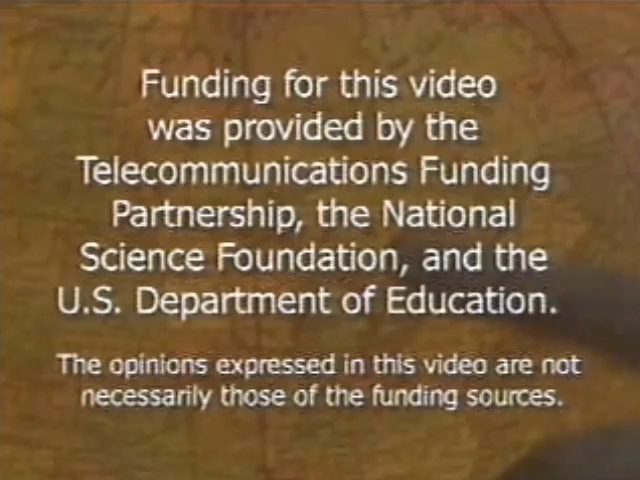 Funding for this video
was provided by the
Telecommunications Funding
Partnership, the National
Science Foundation, and the
U.S. Department of Education.
The opinions expressed in this video are not
necessarily those of the funding sources.